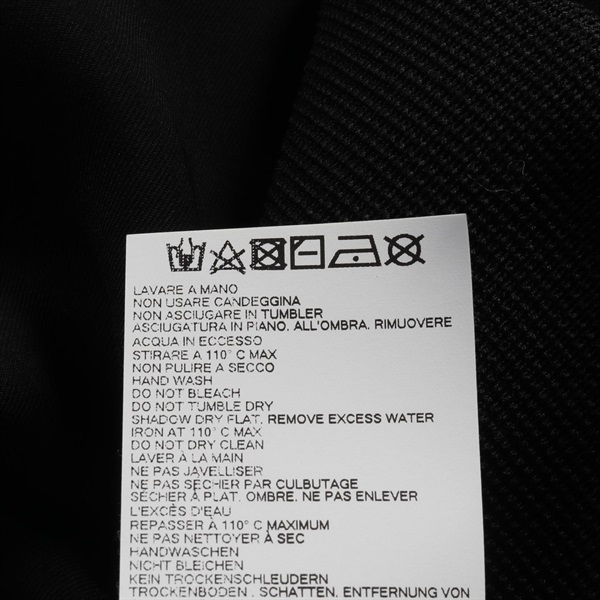 LAVARE A MANO
NON USARE CANDEGGINA
NON ASCIUGARE IN TUMBLER
ASCIUGATURA IN PIANO. ALL'OMBRA. RIMUOVERE
ACQUA IN ECCESSO
STIRARE A 110° C MAX
NON PULIRE A SECCO
HAND WASH
DO NOT BLEACH
DO NOT TUMBLE DRY
SHADOW DRY FLAT. REMOVE EXCESS WATER
IRON AT 110° C MAX
DO NOT DRY CLEAN
LAVER À LA MAIN
NE PAS JAVELLISER
NE PAS SÉCHER PAR CULBUTAGE
SÉCHER À PLAT. OMBRE. NE PAS ENLEVER
L'EXCÈS D'EAU
REPASSER À 110° C MAXIMUM
NE PAS NETTOYER À SEC
HANDWASCHEN
NICHT BLEICHEN
KEIN TROCKENSCHLEUDERN
TROCKENBODEN . SCHATTEN. ENTFERNUNG VON